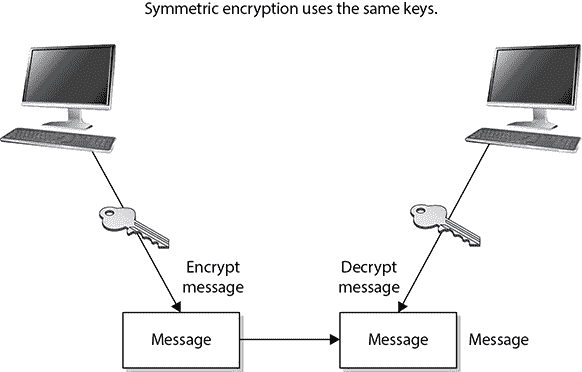 Symmetric encryption uses the same keys.
Encrypt
message
Decrypt
message
Message
Message
Message